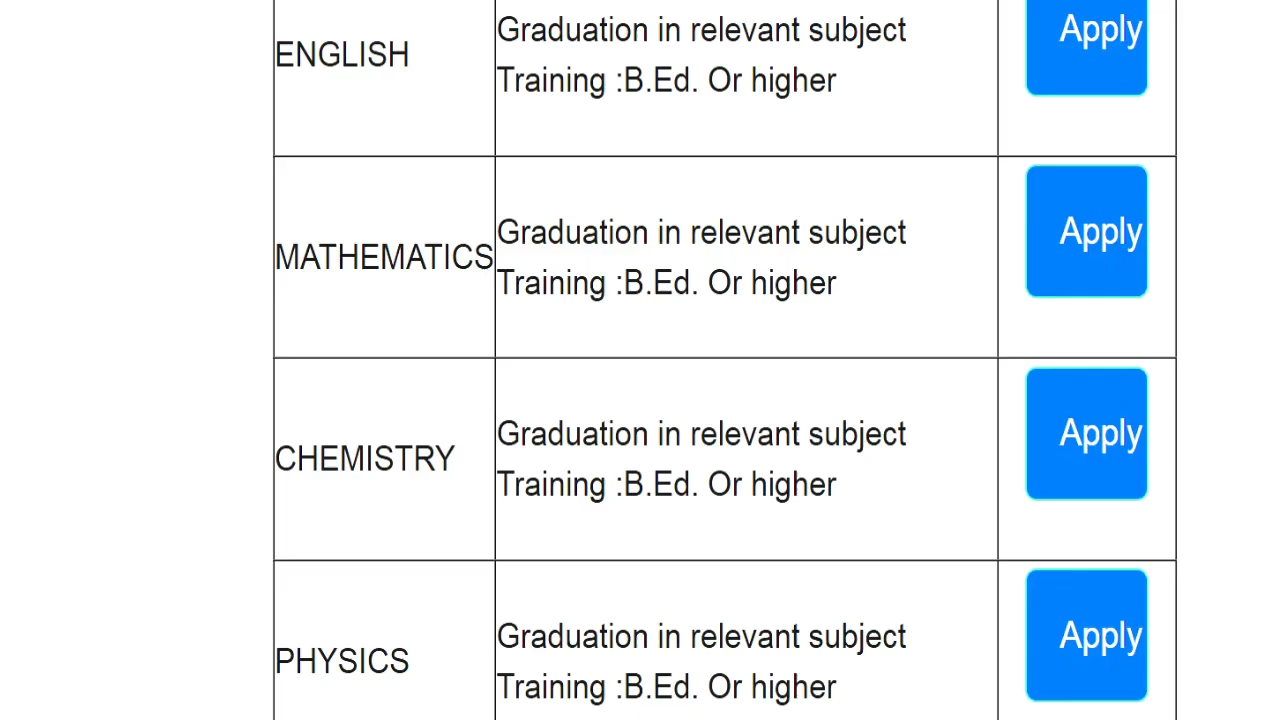 ENGLISH
Graduation in relevant subject
Training :B.Ed. Or higher
Apply
MATHEMATICS
Graduation in relevant subject
Training :B.Ed. Or higher
Apply
CHEMISTRY
Graduation in relevant subject
Training :B.Ed. Or higher
Apply
PHYSICS
Graduation in relevant subject
Training :B.Ed. Or higher
Apply